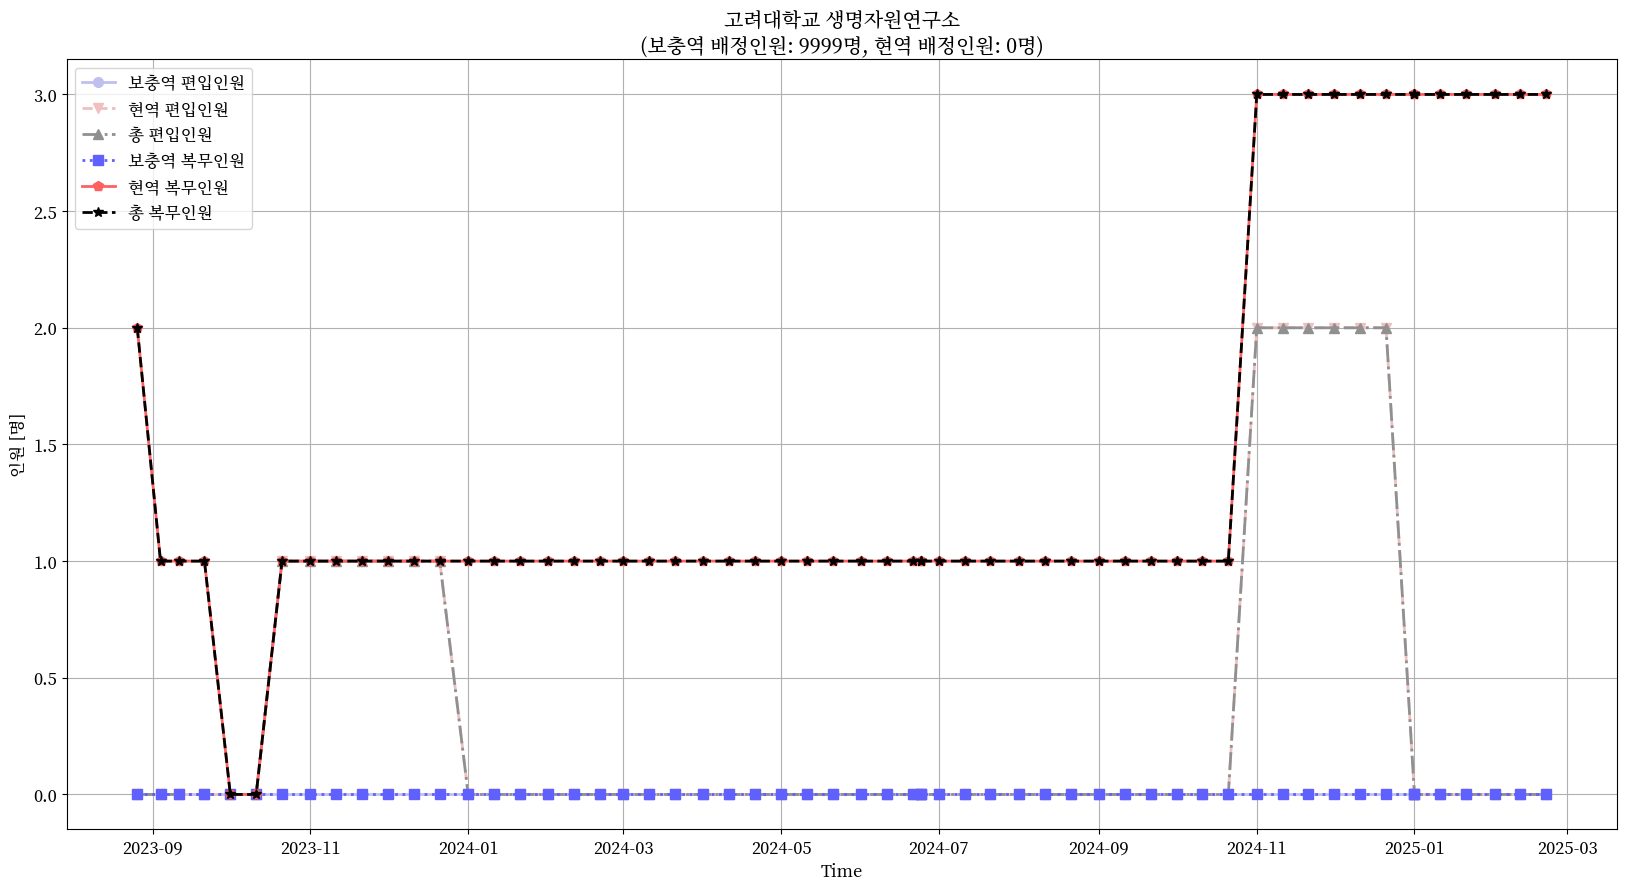 고려대학교 생명자원연구소
(보충역 배정인원: 9999명, 현역 배정인원: 0명)
보충역 편입인원
현역 편입인원
총 편입인원
보충역 복무인원
현역 복무인원
총 복무인원
3.0
2.5
2.0
1.5
1.0
0.5
0.0
인원 [명]
2023-09 2023-11 2024-01 2024-03 2024-05 2024-07 2024-09 2024-11 2025-01 2025-03
Time